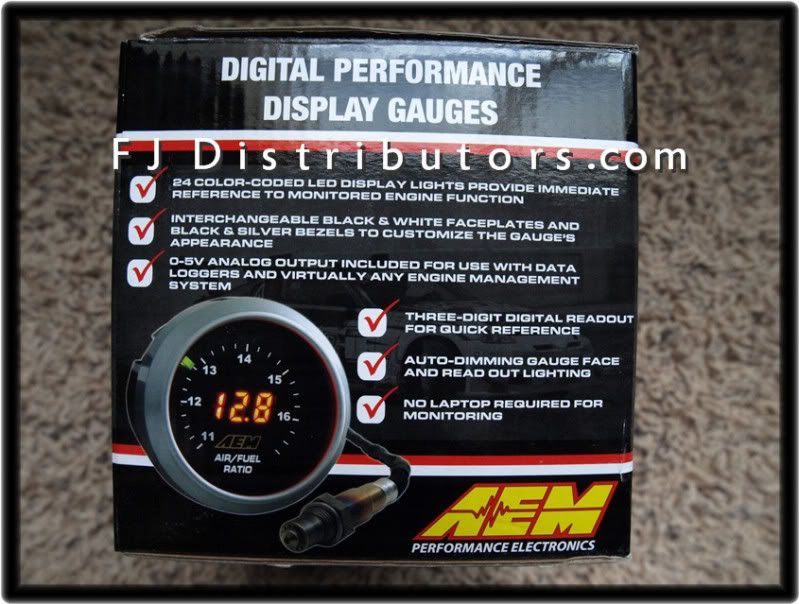 DIGITAL PERFORMANCE
DISPLAY GAUGES
FJ Distributors.com
24 COLOR-CODED LED DISPLAY LIGHTS PROVIDE IMMEDIATE
REFERENCE TO MONITORED ENGINE FUNCTION
INTERCHANGEABLE BLACK & WHITE FACEPLATES AND
BLACK & SILVER BEZELS TO CUSTOMIZE THE GAUGE'S
APPEARANCE
0-5V ANALOG OUTPUT INCLUDED FOR USE WITH DATA
LOGGERS AND VIRTUALLY ANY ENGINE MANAGEMENT
SYSTEM
THREE-DIGIT DIGITAL READOUT
FOR QUICK REFERENCE
AUTO-DIMMING GAUGE FACE
AND READ OUT LIGHTING
NO LAPTOP REQUIRED FOR
MONITORING
11
12
13
14
15
16
12.8
AEM
AIR/FUEL
RATIO
AEM
PERFORMANCE ELECTRONICS